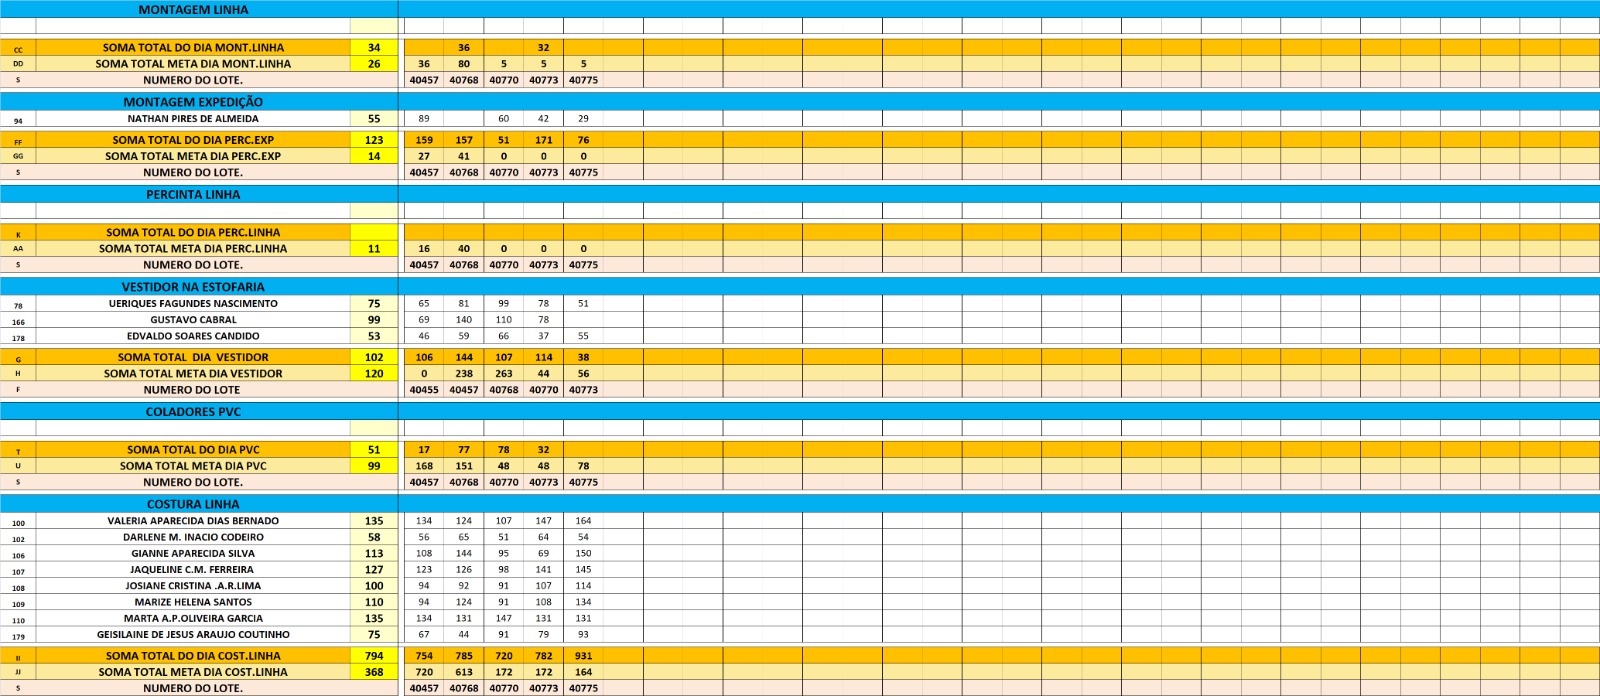 MONTAGEM LINHA
CC SOMA TOTAL DO DIA MONT.LINHA 34 36 32
DD SOMA TOTAL META DIA MONT.LINHA 26 36 80 5 5 5
S NUMERO DO LOTE. 40457 40768 40770 40773 40775
MONTAGEM EXPEDIÇÃO
94 NATHAN PIRES DE ALMEIDA 55 89 60 42 29
FF SOMA TOTAL DO DIA PERC.EXP 123 159 157 51 171 76
GG SOMA TOTAL META DIA PERC.EXP 14 27 41 0 0 0
S NUMERO DO LOTE. 40457 40768 40770 40773 40775
PERCINTA LINHA
K SOMA TOTAL DO DIA PERC.LINHA
AA SOMA TOTAL META DIA PERC.LINHA 11 16 40 0 0 0
S NUMERO DO LOTE. 40457 40768 40770 40773 40775
VESTIDOR NA ESTOFARIA
78 UERIQUES FAGUNDES NASCIMENTO 75 65 81 99 78 51
166 GUSTAVO CABRAL 99 69 140 110 78
178 EDVALDO SOARES CANDIDO 53 46 59 66 37 55
G SOMA TOTAL DIA VESTIDOR 102 106 144 107 114 38
H SOMA TOTAL META DIA VESTIDOR 120 0 238 263 44 56
F NUMERO DO LOTE 40455 40457 40768 40770 40773
COLADORES PVC
T SOMA TOTAL DO DIA PVC 51 17 77 78 32
U SOMA TOTAL META DIA PVC 99 168 151 48 48 78
S NUMERO DO LOTE. 40457 40768 40770 40773 40775
COSTURA LINHA
100 VALERIA APARECIDA DIAS BERNADO 135 134 124 107 147 164
102 DARLENE M. INACIO CODEIRO 58 56 65 51 64 54
106 GIANNE APARECIDA SILVA 113 108 144 95 69 150
107 JAQUELINE C.M. FERREIRA 127 123 126 98 141 145
108 JOSIANE CRISTINA .A.R.LIMA 100 94 92 91 107 114
109 MARIZE HELENA SANTOS 110 94 124 91 108 134
110 MARTA A.P.OLIVEIRA GARCIA 135 134 131 147 131 131
179 GEISILAINE DE JESUS ARAUJO COUTINHO 75 67 44 91 79 93
II SOMA TOTAL DO DIA COST.LINHA 794 754 785 720 782 931
JJ SOMA TOTAL META DIA COST.LINHA 368 720 613 172 172 164
S NUMERO DO LOTE. 40457 40768 40770 40773 40775